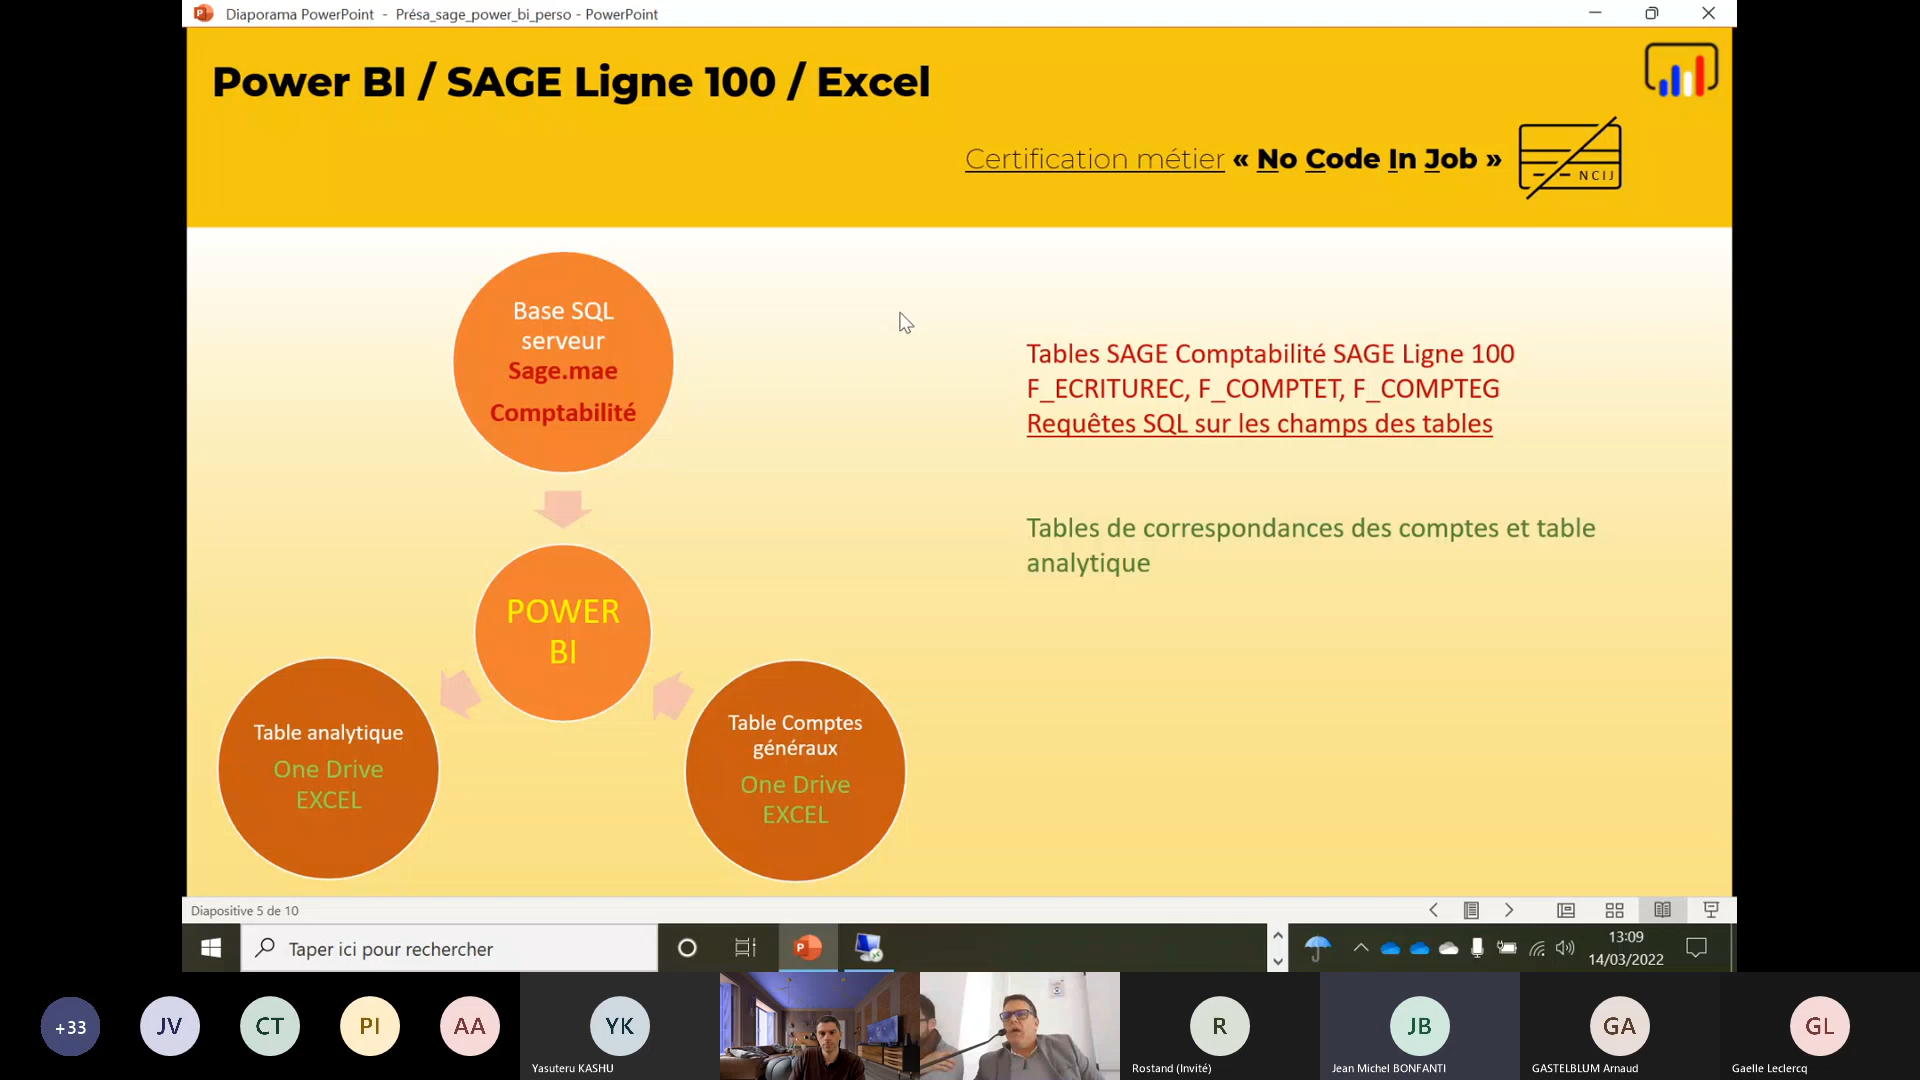 Diaporama PowerPoint - Présa_sage_power_bi_perso - PowerPoint
Power BI / SAGE Ligne 100 / Excel
Certification métier « No Code In Job »
NCIJ
Base SQL
serveur
Sage.mae
Comptabilité
Tables SAGE Comptabilité SAGE Ligne 100
F_ECRITUREC, F_COMPTET, F_COMPTEG
Requêtes SQL sur les champs des tables
Tables de correspondances des comptes et table
analytique
POWER
BI
Table analytique
One Drive
EXCEL
Table Comptes
généraux
One Drive
EXCEL
Diapositive 5 de 10
Taper ici pour rechercher
13:09
14/03/2022
+33
JV
CT
PI
AA
YK
Yasuteru KASHU
R
Rostand (Invité)
JB
Jean Michel BONFANTI
GA
GASTELBLUM Arnaud
GL
Gaelle Leclercq